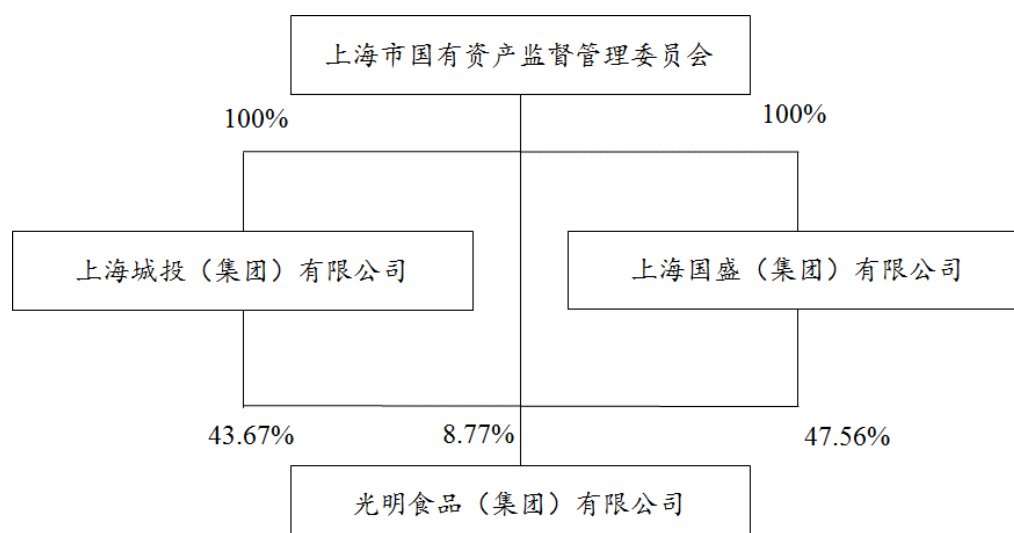 上海市国有资产监督管理委员会
100%
100%
上海城投（集团）有限公司
上海国盛（集团）有限公司
43.67%
8.77%
47.56%
光明食品（集团）有限公司